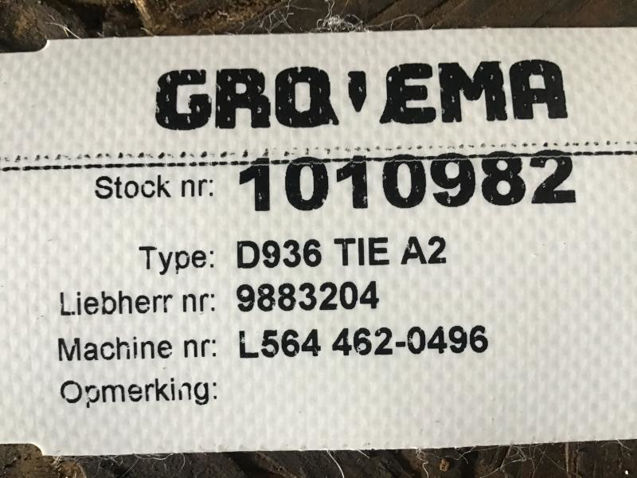 GRO'EMA
Stock nr: 1010982
Type: D936 TIE A2
Liebherr nr: 9883204
Machine nr: L564 462-0496
Opmerking: